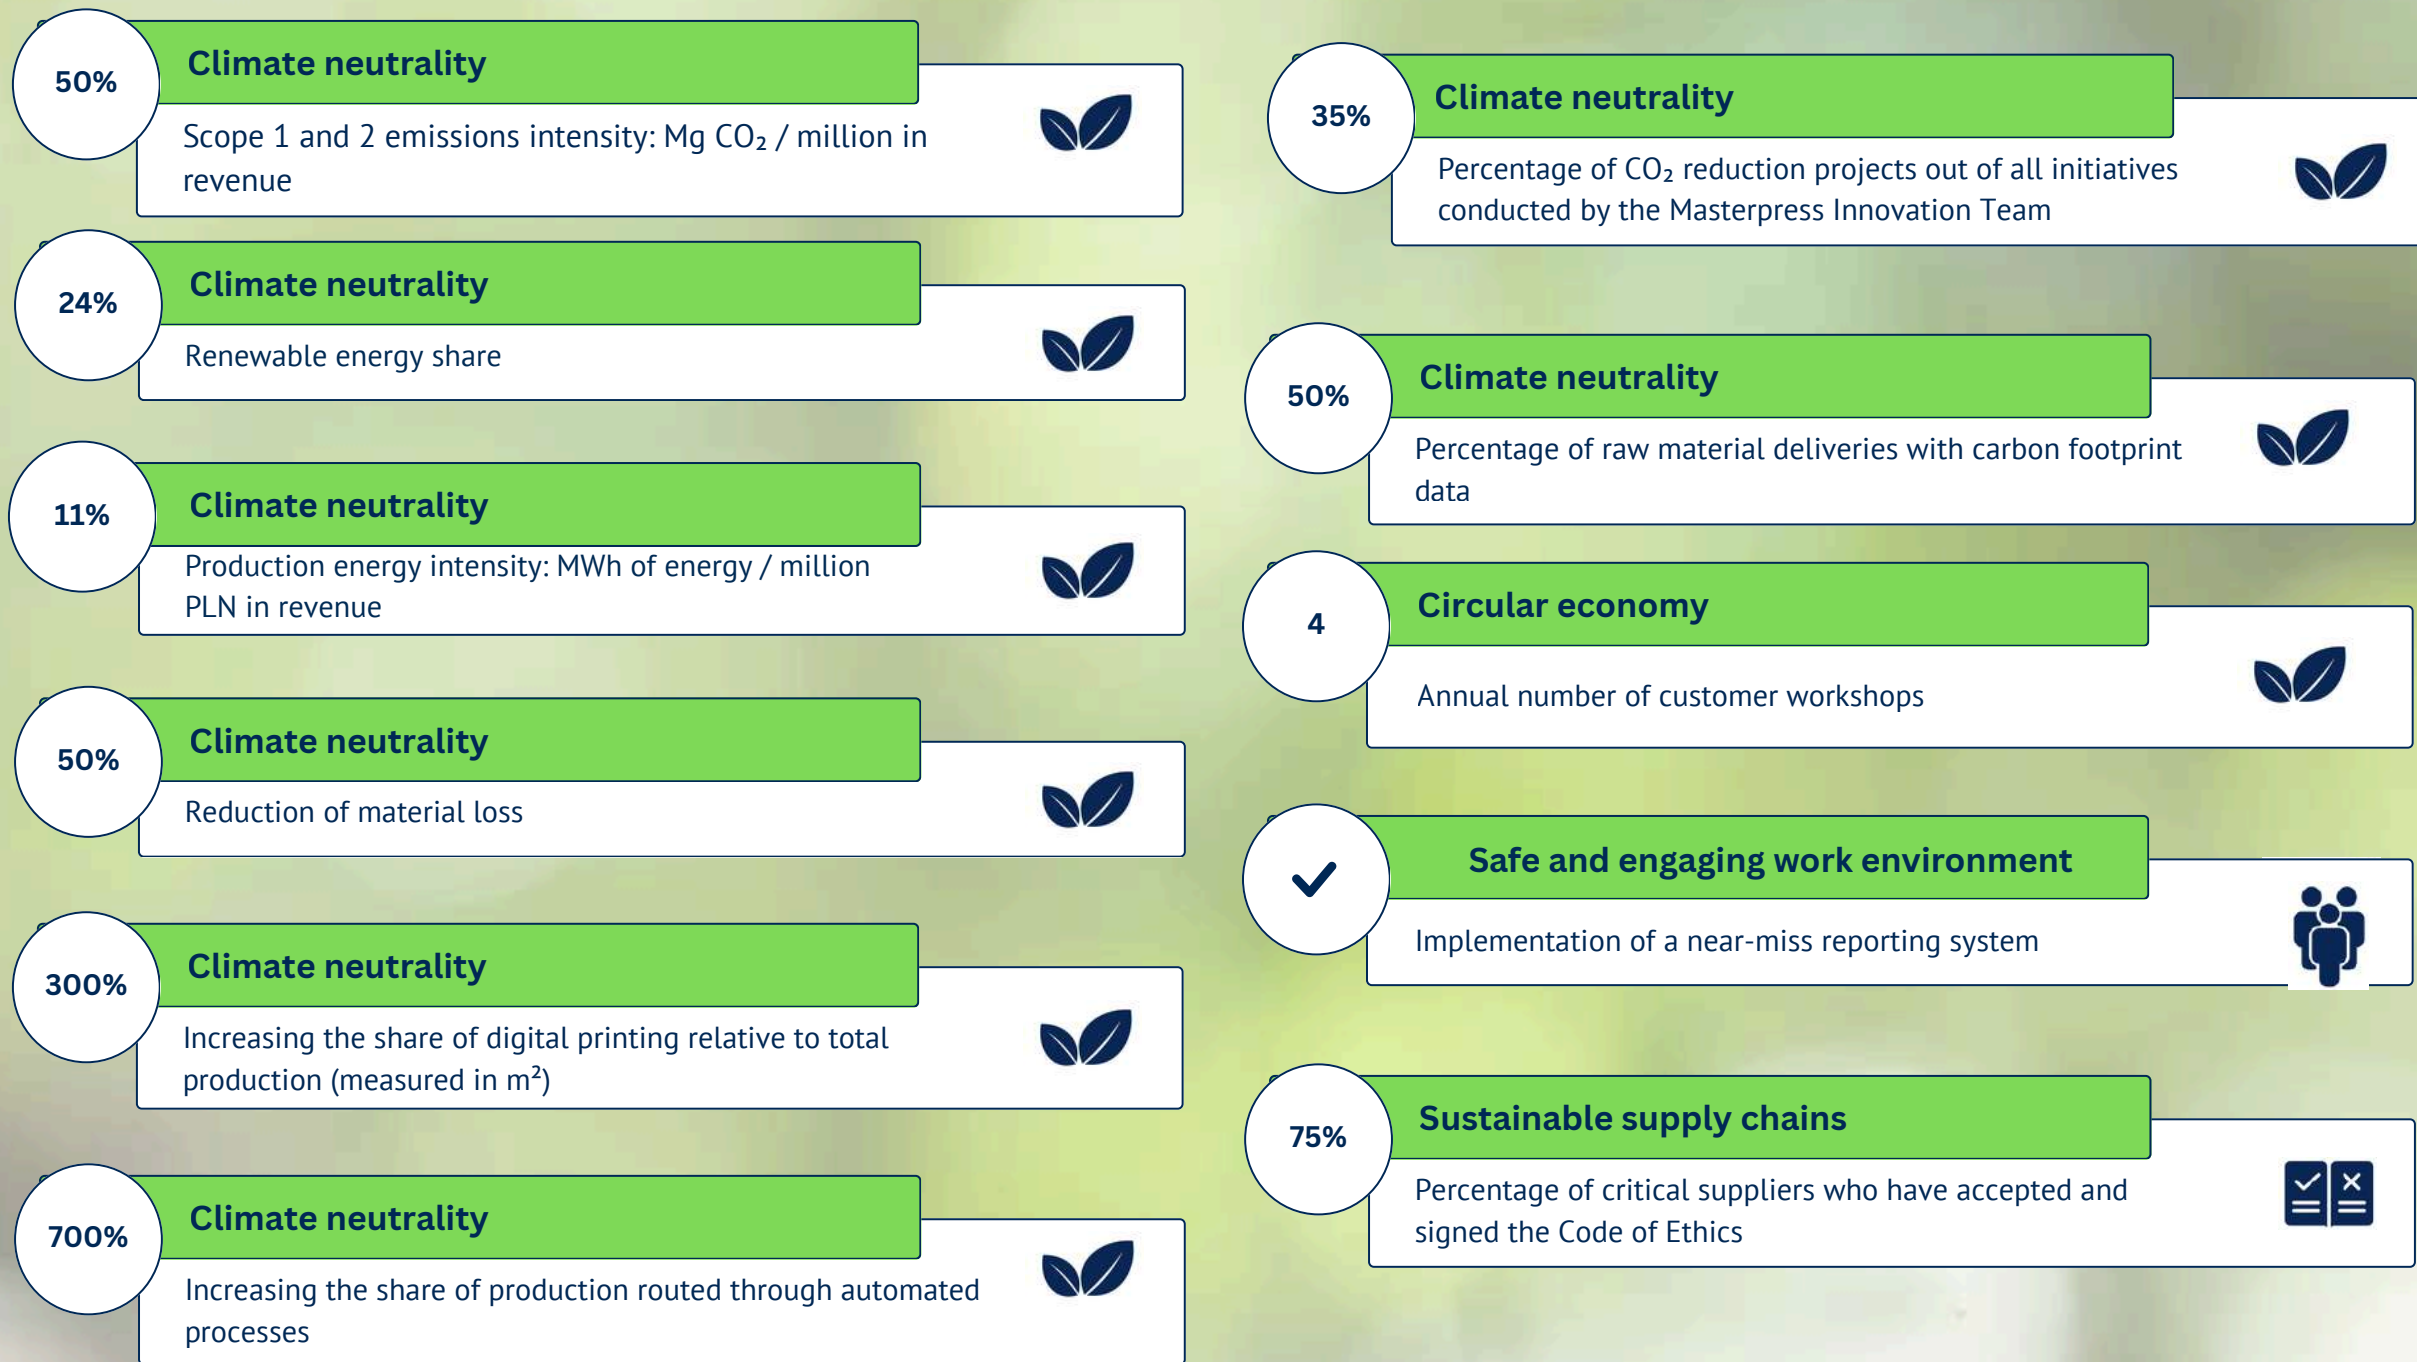 50%
Climate neutrality
Scope 1 and 2 emissions intensity: Mg CO₂ / million in
revenue
24%
Climate neutrality
Renewable energy share
11%
Climate neutrality
Production energy intensity: MWh of energy / million
PLN in revenue
50%
Climate neutrality
Reduction of material loss
300%
Climate neutrality
Increasing the share of digital printing relative to total
production (measured in m²)
700%
Climate neutrality
Increasing the share of production routed through automated
processes
35%
Climate neutrality
Percentage of CO₂ reduction projects out of all initiatives
conducted by the Masterpress Innovation Team
50%
Climate neutrality
Percentage of raw material deliveries with carbon footprint
data
4
Circular economy
Annual number of customer workshops
Safe and engaging work environment
Implementation of a near-miss reporting system
75%
Sustainable supply chains
Percentage of critical suppliers who have accepted and
signed the Code of Ethics